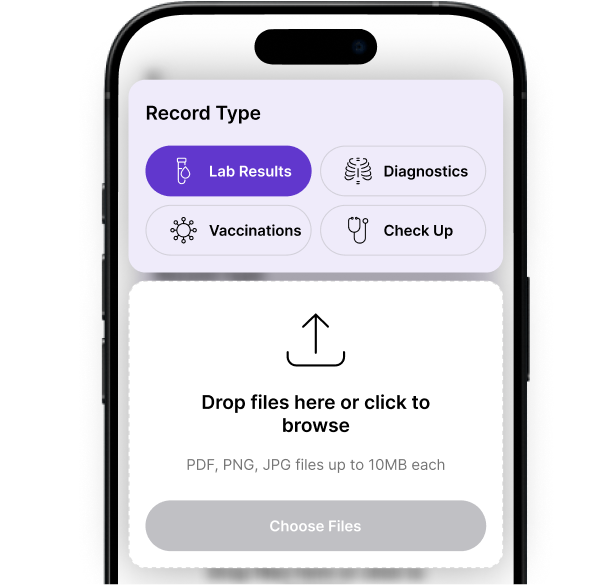 Record Type
Lab Results
Diagnostics
Vaccinations
Check Up
Drop files here or click to
browse
PDF, PNG, JPG files up to 10MB each
Choose Files